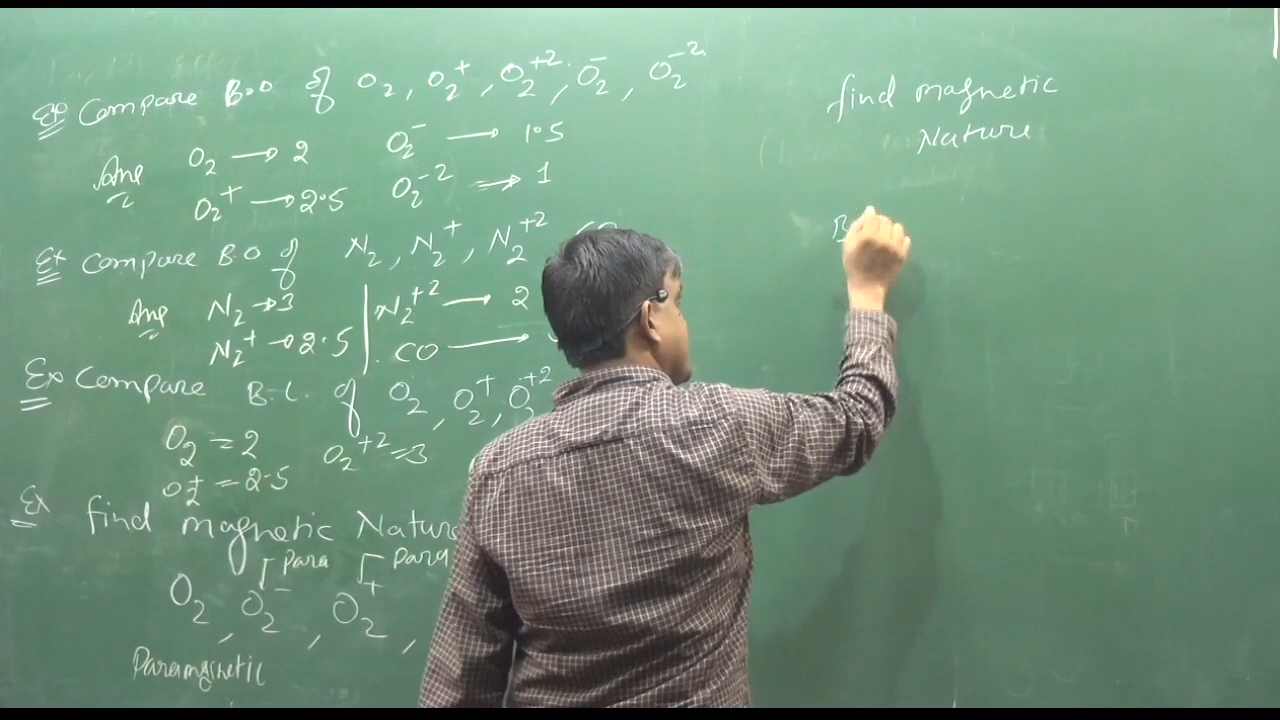 Ex Compare B.O of O₂, O₂⁺, O₂⁺², O₂⁻, O₂⁻²
Ans O₂ → 2 O₂⁻ → 1.5
O₂⁺ → 2.5 O₂⁻² → 1
Ex Compare B.O of N₂, N₂⁺, N₂⁺² CO
Ans N₂ → 3 | N₂⁺² → 2
N₂⁺ → 2.5 | CO →
Ex Compare B.L. of O₂, O₂⁺, O₂⁺²
O₂ = 2 O₂⁺² = 3
O₂⁺ = 2.5
Ex find magnetic Nature
Para Para
O₂, O₂⁻, O₂⁺,
Paramagnetic
find magnetic
Nature
B